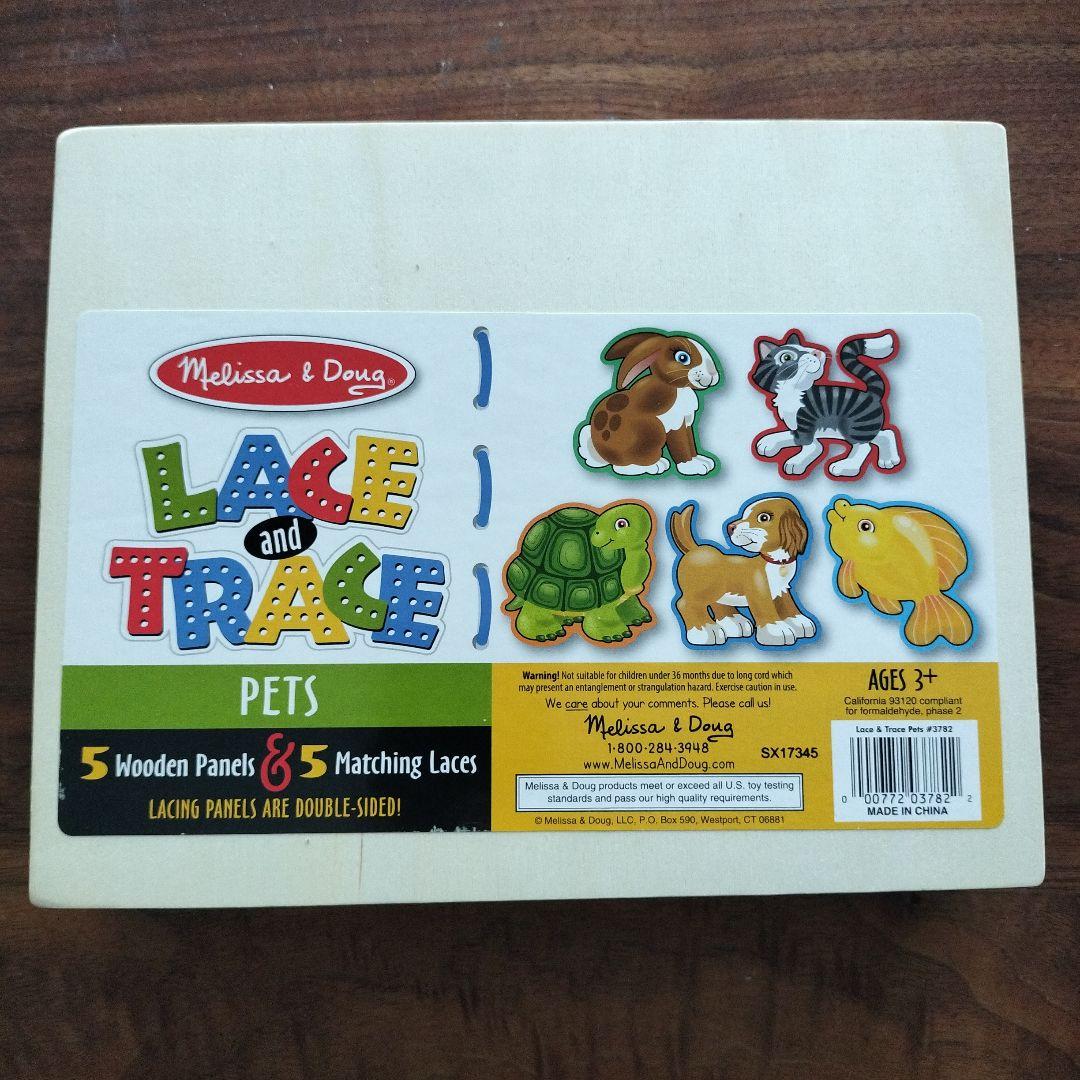 Melissa & Doug®
LACE
and
TRACE
PETS
5 Wooden Panels & 5 Matching Laces
LACING PANELS ARE DOUBLE-SIDED!
Warning! Not suitable for children under 36 months due to long cord which
may present an entanglement or strangulation hazard. Exercise caution in use.
We care about your comments. Please call us!
Melissa & Doug
1·800·284·3948
www.MelissaAndDoug.com
SX17345
Melissa & Doug products meet or exceed all U.S. toy testing
standards and pass our high quality requirements.
© Melissa & Doug, LLC, P.O. Box 590, Westport, CT 06881
AGES 3+
California 93120 compliant
for formaldehyde, phase 2
Lace & Trace Pets #3782
0 00772 03782 2
MADE IN CHINA